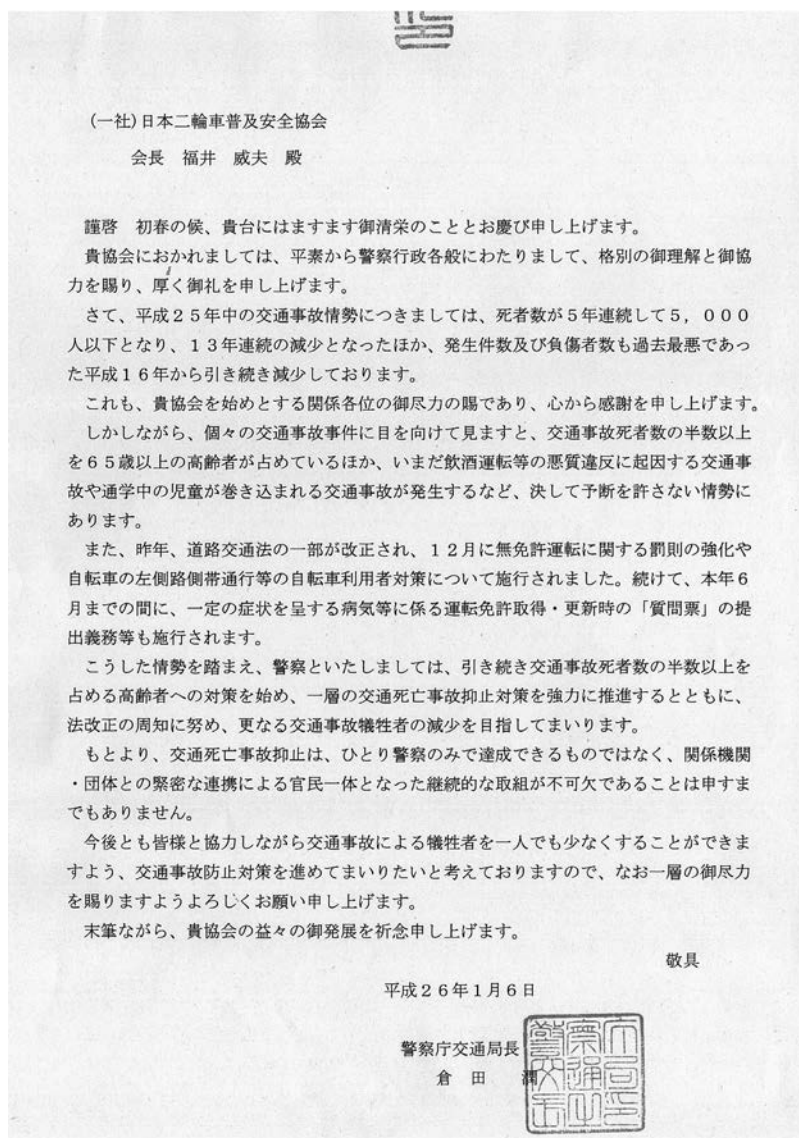 (一社)日本二輪車普及安全協会
会長 福井 威夫 殿
謹啓 初春の候、貴台にはますます御清栄のこととお慶び申し上げます。
貴協会におかれましては、平素から警察行政各般にわたりまして、格別の御理解と御協
力を賜り、厚く御礼を申し上げます。
さて、平成25年中の交通事故情勢につきましては、死者数が5年連続して5,000
人以下となり、13年連続の減少となったほか、発生件数及び負傷者数も過去最悪であっ
た平成16年から引き続き減少しております。
これも、貴協会を始めとする関係各位の御尽力の賜であり、心から感謝を申し上げます。
しかしながら、個々の交通事故事件に目を向けて見ますと、交通事故死者数の半数以上
を65歳以上の高齢者が占めているほか、いまだ飲酒運転等の悪質違反に起因する交通事
故や通学中の児童が巻き込まれる交通事故が発生するなど、決して予断を許さない情勢に
あります。
また、昨年、道路交通法の一部が改正され、12月に無免許運転に関する罰則の強化や
自転車の左側路側帯通行等の自転車利用者対策について施行されました。続けて、本年6
月までの間に、一定の症状を呈する病気等に係る運転免許取得・更新時の「質問票」の提
出義務等も施行されます。
こうした情勢を踏まえ、警察といたしましては、引き続き交通事故死者数の半数以上を
占める高齢者への対策を始め、一層の交通死亡事故抑止対策を強力に推進するとともに、
法改正の周知に努め、更なる交通事故犠牲者の減少を目指してまいります。
もとより、交通死亡事故抑止は、ひとり警察のみで達成できるものではなく、関係機関
・団体との緊密な連携による官民一体となった継続的な取組が不可欠であることは申すま
でもありません。
今後とも皆様と協力しながら交通事故による犠牲者を一人でも少なくすることができま
すよう、交通事故防止対策を進めてまいりたいと考えておりますので、なお一層の御尽力
を賜りますようよろしくお願い申し上げます。
末筆ながら、貴協会の益々の御発展を祈念申し上げます。
敬具
平成26年1月6日
警察庁交通局長
倉 田 潤